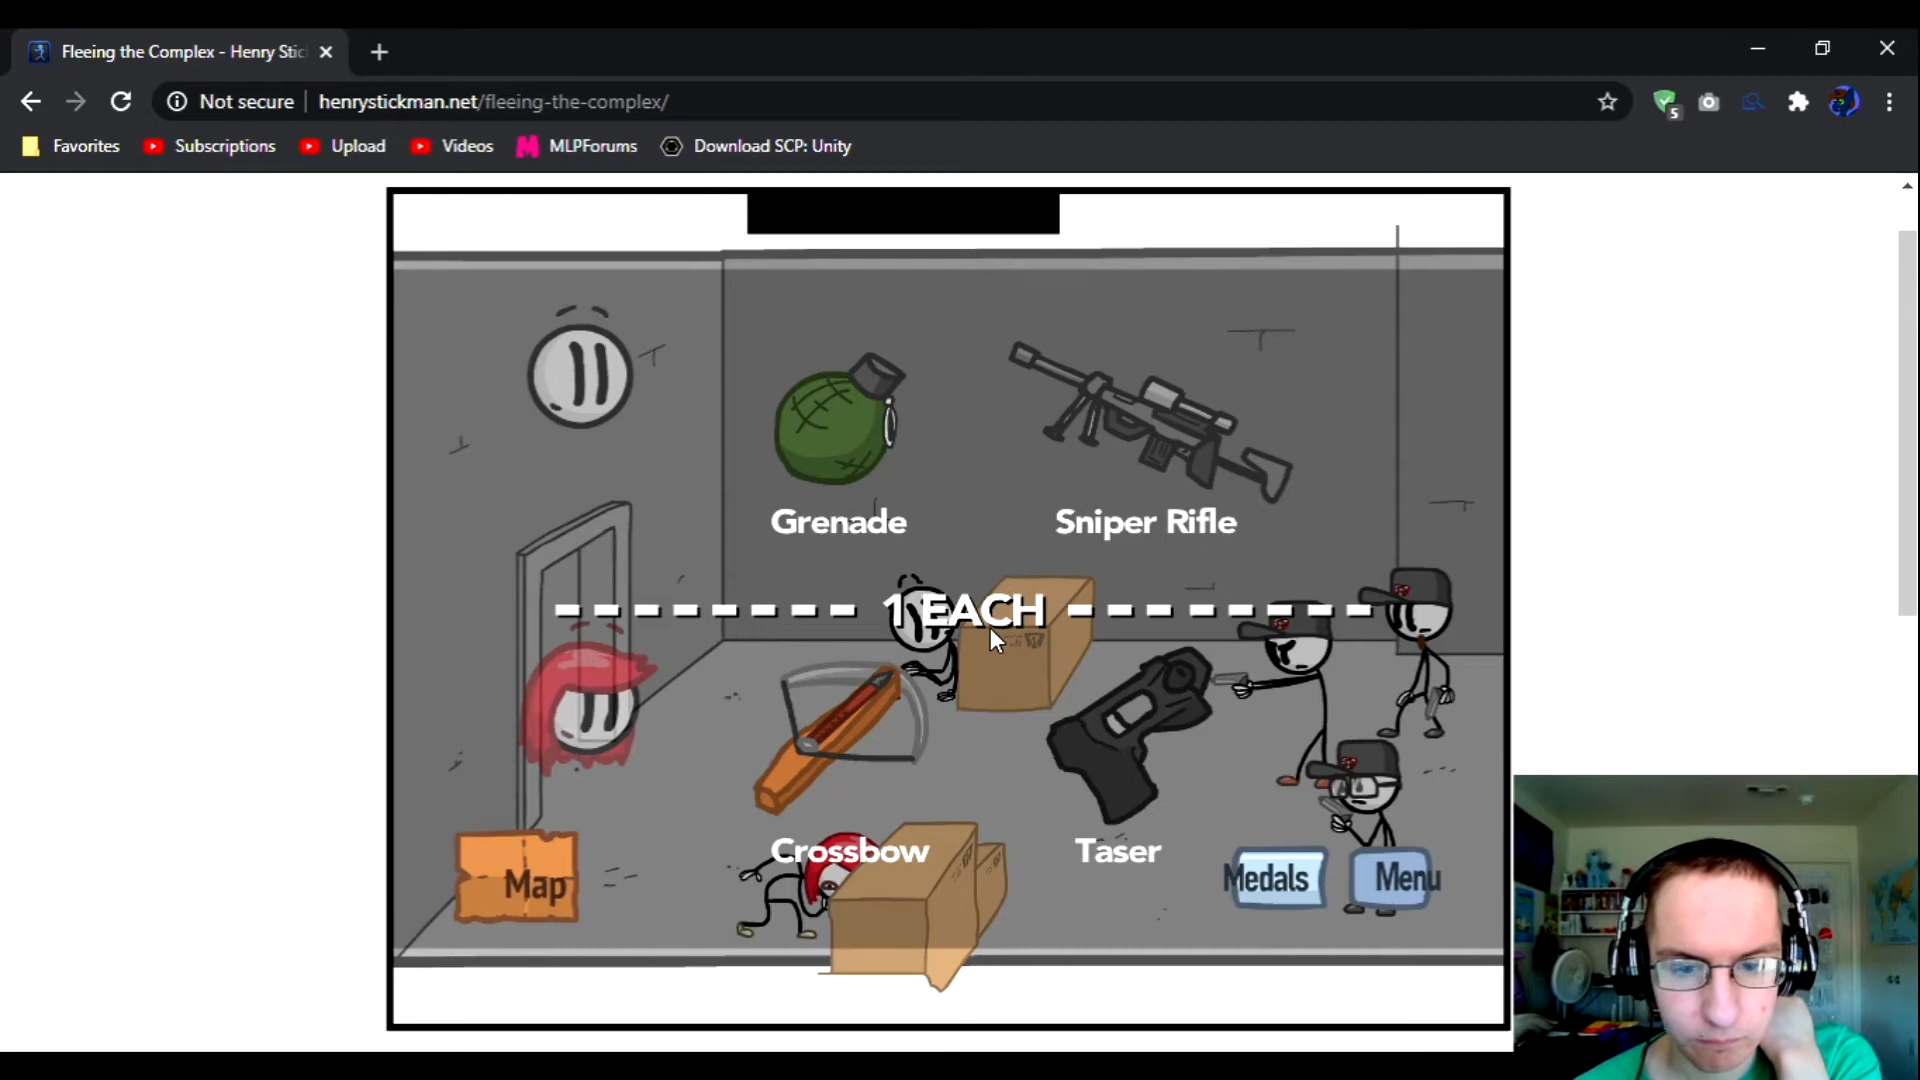 Fleeing the Complex - Henry Stic
Not secure henrystickman.net/fleeing-the-complex/
5
Favorites Subscriptions Upload Videos MLPForums Download SCP: Unity
Grenade Sniper Rifle
1 EACH
Crossbow Taser
Map Medals Menu